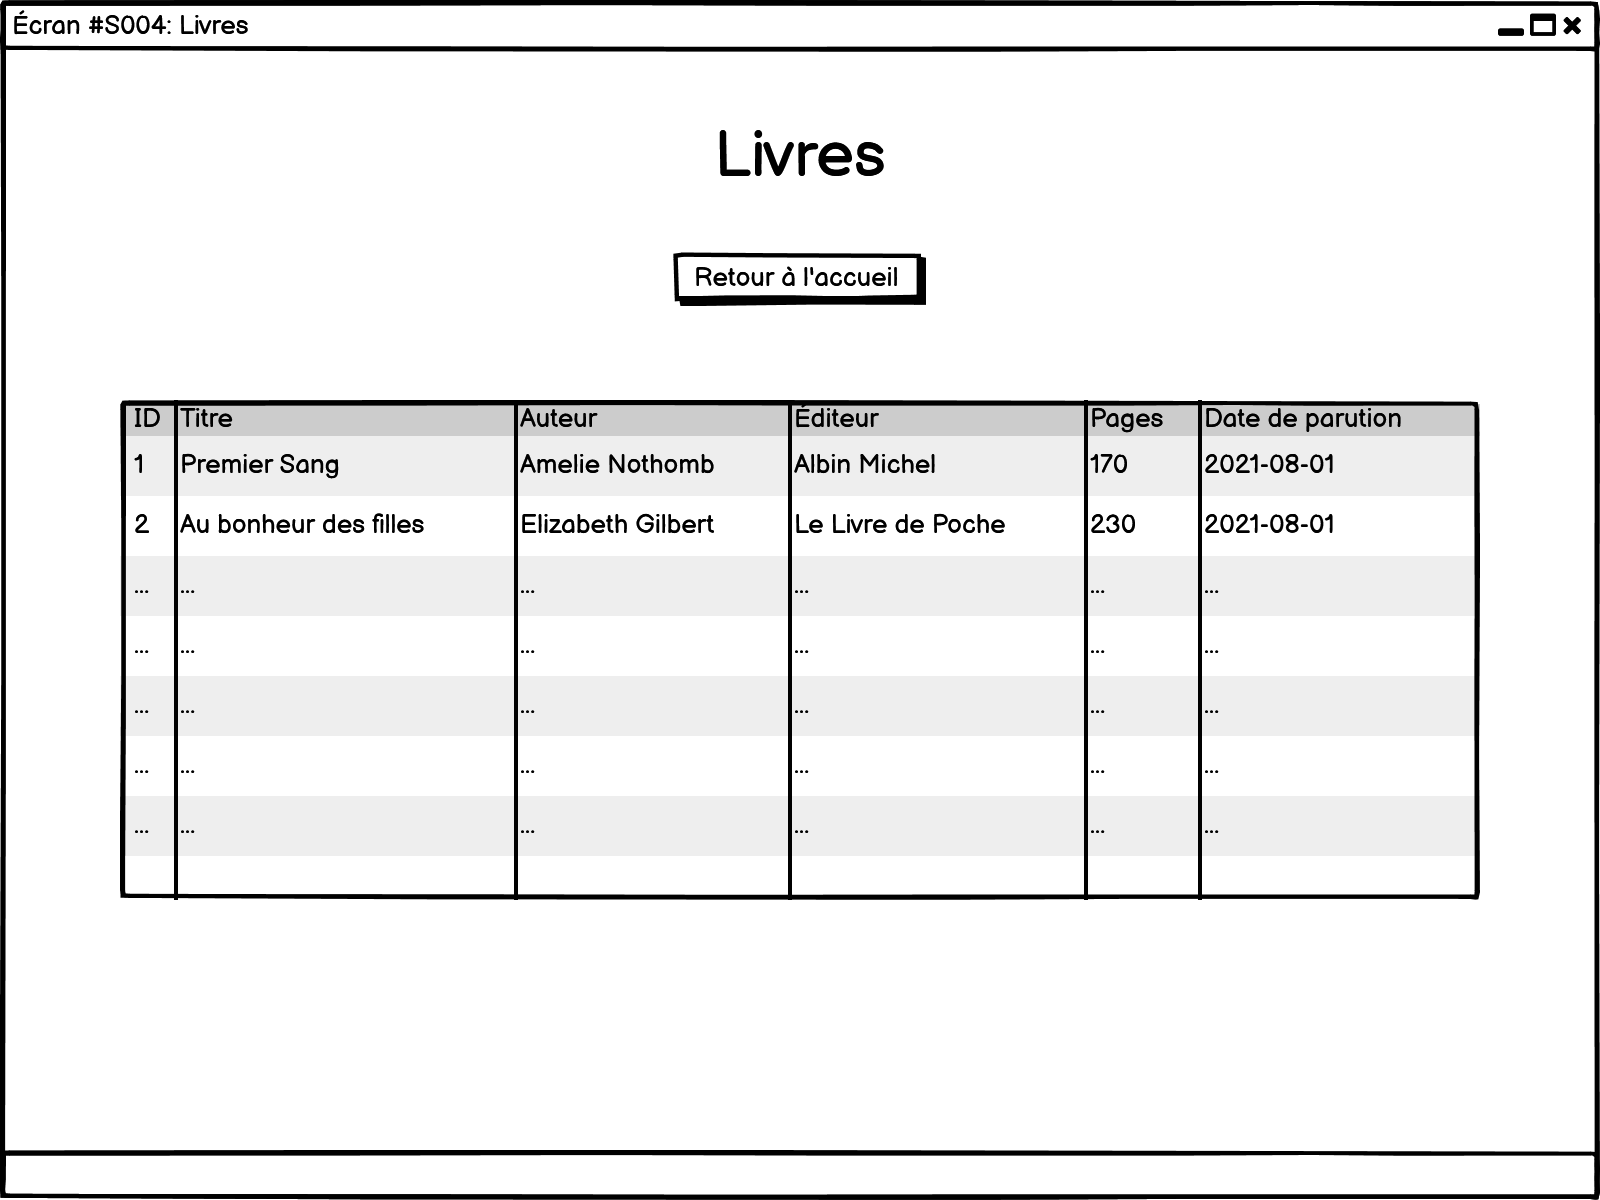 Écran #S004: Livres
Livres
Retour à l'accueil
ID Titre Auteur Éditeur Pages Date de parution
1 Premier Sang Amelie Nothomb Albin Michel 170 2021-08-01
2 Au bonheur des filles Elizabeth Gilbert Le Livre de Poche 230 2021-08-01
... ... ... ... ... ...
... ... ... ... ... ...
... ... ... ... ... ...
... ... ... ... ... ...
... ... ... ... ... ...